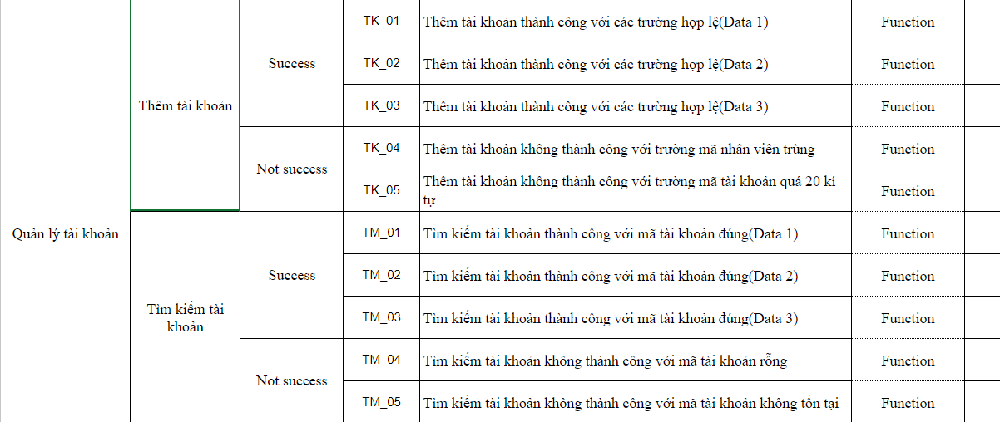 TK_01 Thêm tài khoản thành công với các trường hợp lệ(Data 1) Function
Success TK_02 Thêm tài khoản thành công với các trường hợp lệ(Data 2) Function
Thêm tài khoản TK_03 Thêm tài khoản thành công với các trường hợp lệ(Data 3) Function
Not success TK_04 Thêm tài khoản không thành công với trường mã nhân viên trùng Function
TK_05 Thêm tài khoản không thành công với trường mã tài khoản quá 20 kí
tự Function
Quản lý tài khoản TM_01 Tìm kiếm tài khoản thành công với mã tài khoản đúng(Data 1) Function
Success TM_02 Tìm kiếm tài khoản thành công với mã tài khoản đúng(Data 2) Function
Tìm kiếm tài
khoản TM_03 Tìm kiếm tài khoản thành công với mã tài khoản đúng(Data 3) Function
Not success TM_04 Tìm kiếm tài khoản không thành công với mã tài khoản rỗng Function
TM_05 Tìm kiếm tài khoản không thành công với mã tài khoản không tồn tại Function